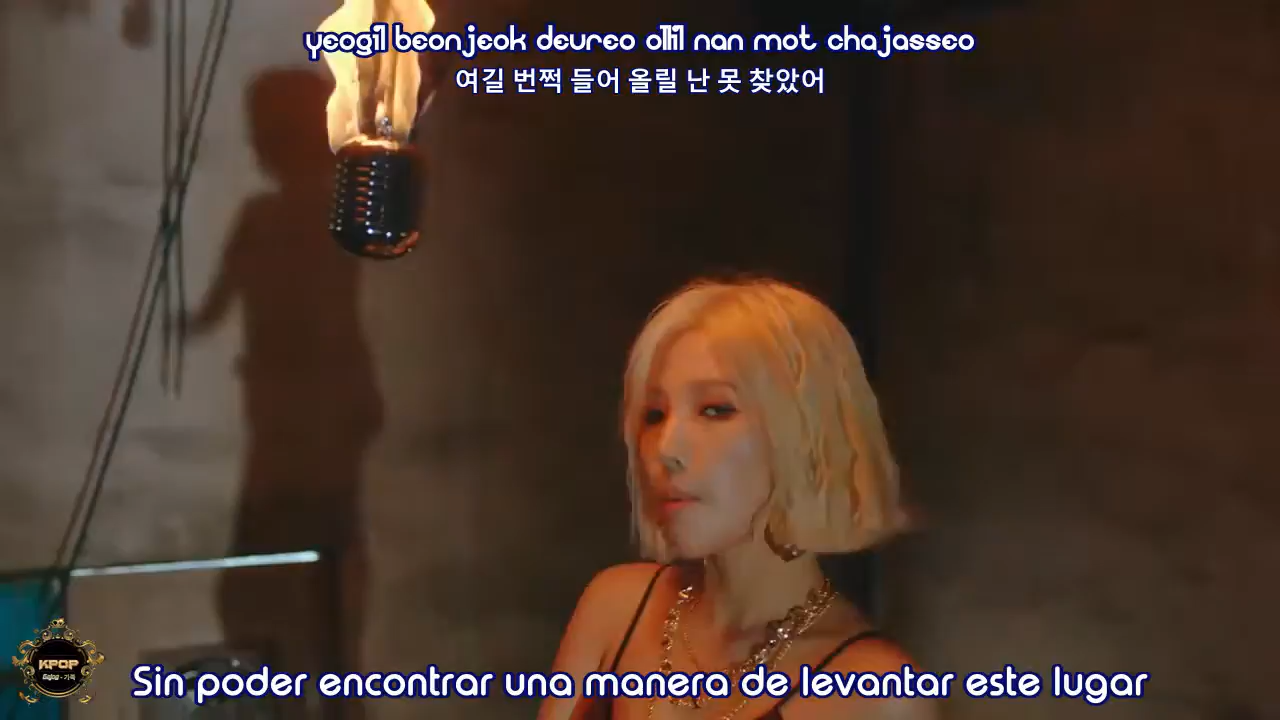 yeogil beonjeok deureo ollil nan mot chajasseo
여길 번쩍 들어 올릴 난 못 찾았어
KPOP
Sin poder encontrar una manera de levantar este lugar